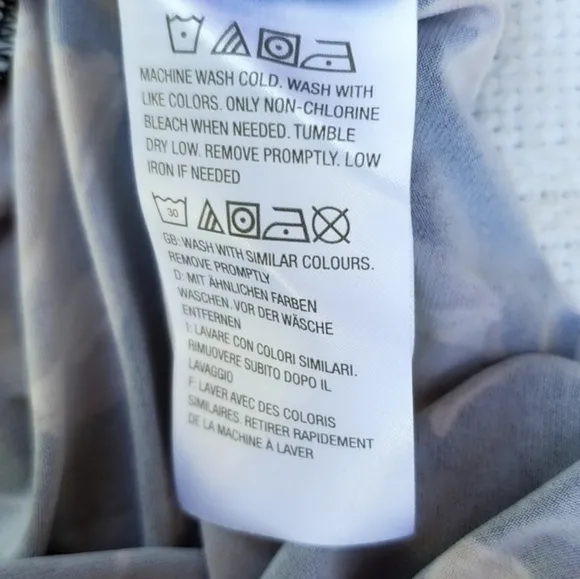 MACHINE WASH COLD. WASH WITH
LIKE COLORS. ONLY NON-CHLORINE
BLEACH WHEN NEEDED. TUMBLE
DRY LOW. REMOVE PROMPTLY. LOW
IRON IF NEEDED
30
GB: WASH WITH SIMILAR COLOURS.
REMOVE PROMPTLY
D: MIT ÄHNLICHEN FARBEN
WASCHEN. VOR DER WÄSCHE
ENTFERNEN
I: LAVARE CON COLORI SIMILARI.
RIMUOVERE SUBITO DOPO IL
LAVAGGIO
F: LAVER AVEC DES COLORIS
SIMILAIRES. RETIRER RAPIDEMENT
DE LA MACHINE À LAVER